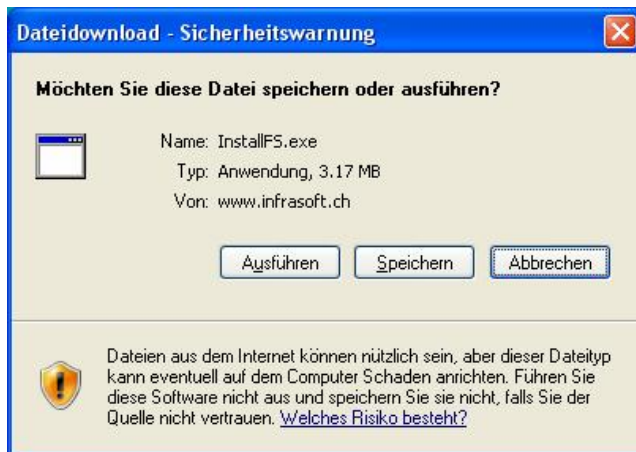 Dateidownload - Sicherheitswarnung
Möchten Sie diese Datei speichern oder ausführen?
Name: InstallFS.exe
Typ: Anwendung, 3.17 MB
Von: www.infrasoft.ch
Ausführen Speichern Abbrechen
Dateien aus dem Internet können nützlich sein, aber dieser Dateityp
kann eventuell auf dem Computer Schaden anrichten. Führen Sie
diese Software nicht aus und speichern Sie sie nicht, falls Sie der
Quelle nicht vertrauen. Welches Risiko besteht?